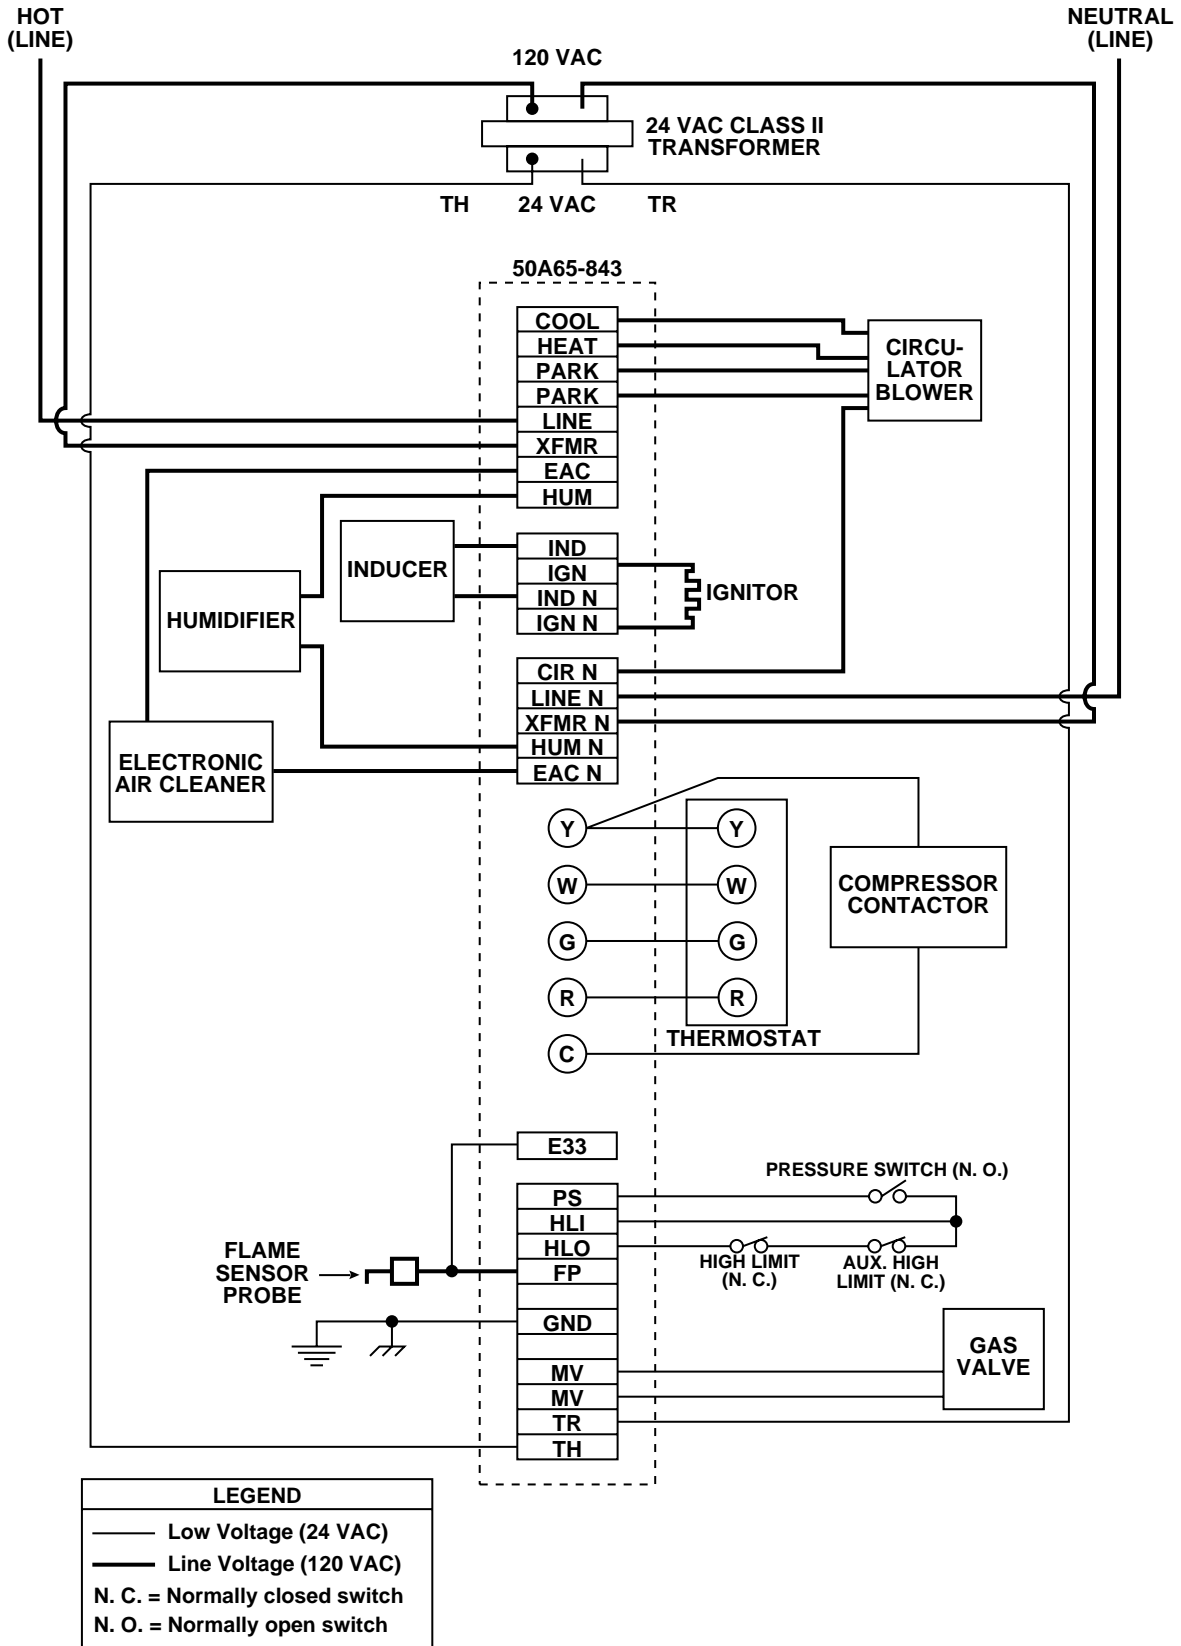 HOT
(LINE)
NEUTRAL
(LINE)
120 VAC
24 VAC CLASS II
TRANSFORMER
TH 24 VAC TR
50A65-843
COOL
HEAT
PARK
PARK
LINE
XFMR
EAC
HUM
CIRCU-
LATOR
BLOWER
IND
IGN
IND N
IGN N
INDUCER
IGNITOR
HUMIDIFIER
CIR N
LINE N
XFMR N
HUM N
EAC N
ELECTRONIC
AIR CLEANER
Y Y
W W
G G
R R
C
THERMOSTAT
COMPRESSOR
CONTACTOR
E33
PRESSURE SWITCH (N. O.)
PS
HLI
HLO
FP
GND
MV
MV
TR
TH
HIGH LIMIT
(N. C.)
AUX. HIGH
LIMIT (N. C.)
FLAME
SENSOR
PROBE
GAS
VALVE
LEGEND
Low Voltage (24 VAC)
Line Voltage (120 VAC)
N. C. = Normally closed switch
N. O. = Normally open switch